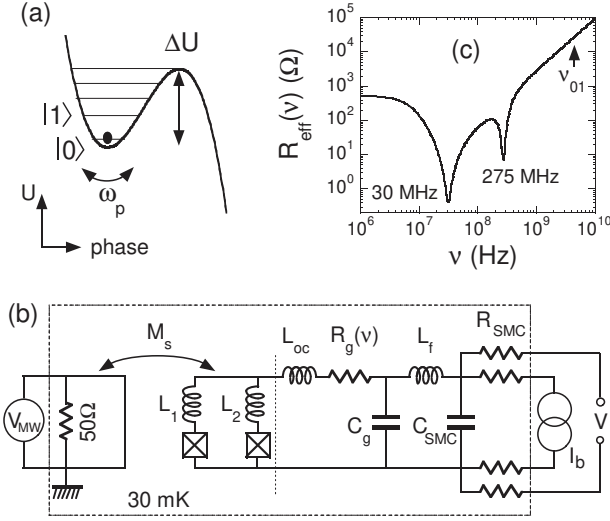 (a)
ΔU
|1⟩
|0⟩
ω_p
U
phase
(c)
R_eff(ν) (Ω)
10^5
10^4
10^3
10^2
10^1
10^0
ν_01
30 MHz
275 MHz
10^6 10^7 10^8 10^9 10^10
ν (Hz)
(b)
M_s
L_oc R_g(ν) L_f R_SMC
V_MW 50Ω L_1 L_2 C_g C_SMC I_b V
30 mK